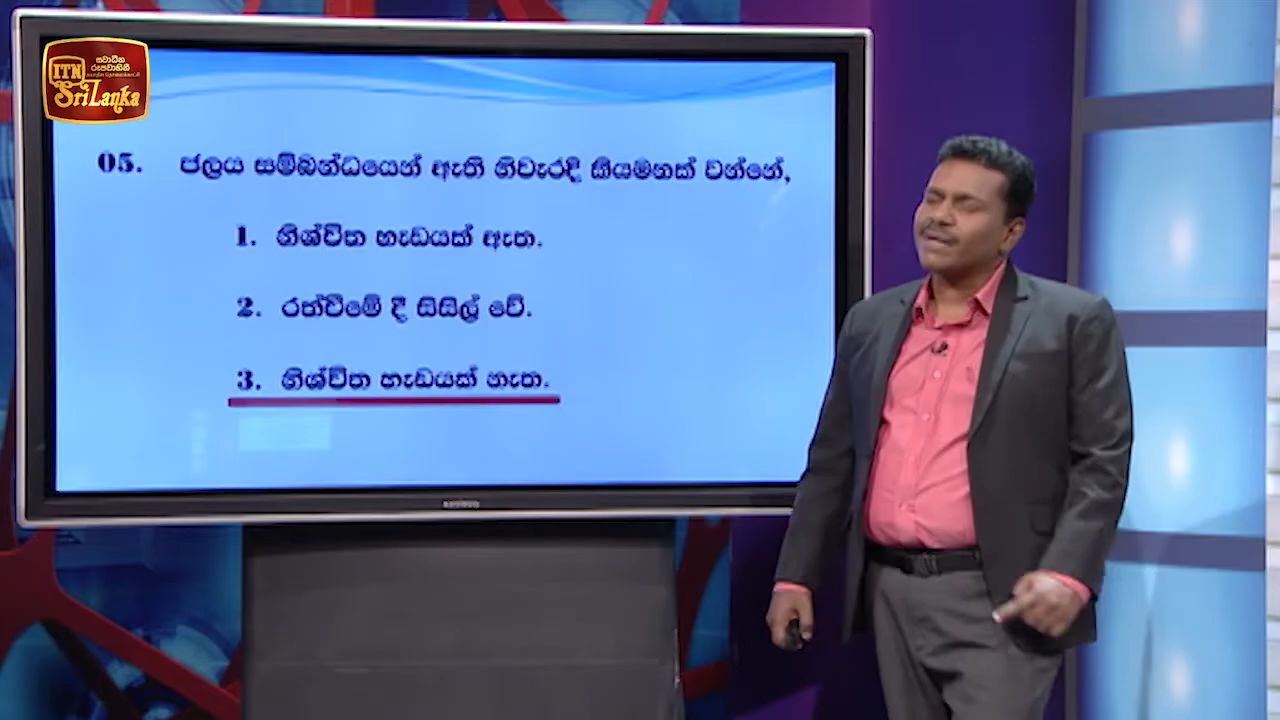 ස්වාධීන
රූපවාහිනී
ITN
Sri Lanka
05. ජලය සම්බන්ධයෙන් ඇති නිවැරදි කියමනක් වන්නේ,
1. නිශ්චිත හැඩයක් ඇත.
2. රත්වීමේ දී සිසිල් වේ.
3. නිශ්චිත හැඩයක් නැත.